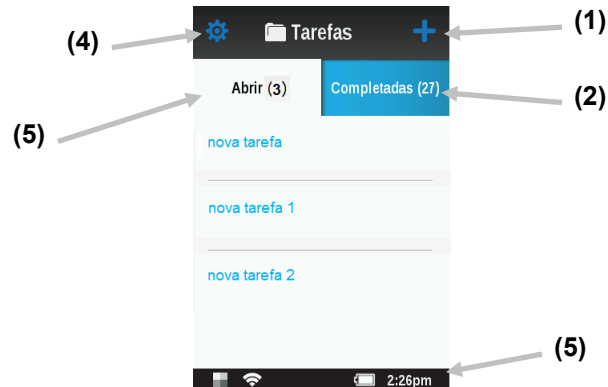 (4)
Tarefas
(1)
Abrir (3)
Completadas (27)
(2)
(5)
nova tarefa
nova tarefa 1
nova tarefa 2
(5)
2:26pm